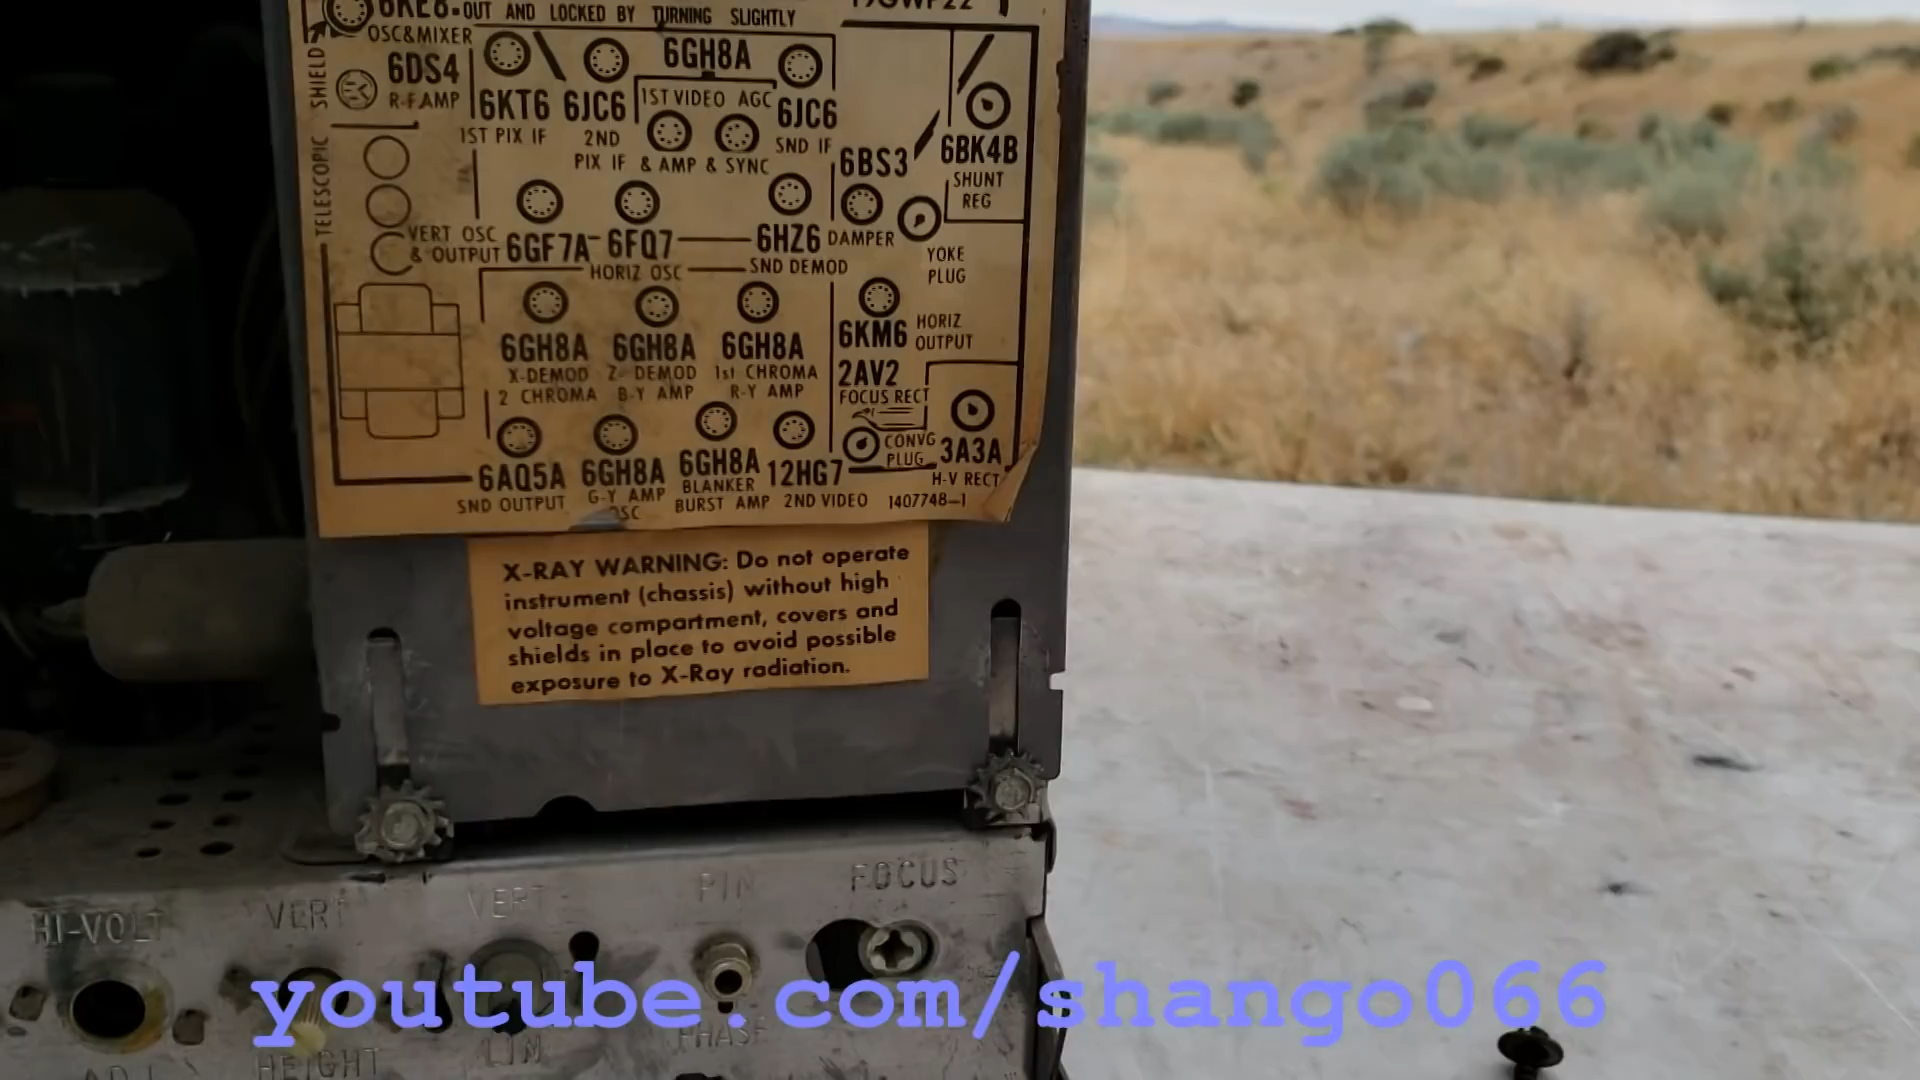 6KE8. OUT AND LOCKED BY TURNING SLIGHTLY
OSC&MIXER
SHIELD
6DS4
R-F AMP
6KT6
1ST PIX IF
6JC6
2ND
PIX IF
6GH8A
1ST VIDEO AGC
& AMP & SYNC
6JC6
SND IF
6BS3
DAMPER
6BK4B
SHUNT
REG
TELESCOPIC
VERT OSC
& OUTPUT
6GF7A
6FQ7
HORIZ OSC
6HZ6
SND DEMOD
YOKE
PLUG
6GH8A
X-DEMOD
2 CHROMA
6GH8A
Z DEMOD
B-Y AMP
6GH8A
1st CHROMA
R-Y AMP
6KM6
HORIZ
OUTPUT
2AV2
FOCUS RECT
CONVG
PLUG
3A3A
H-V RECT
6AQ5A
SND OUTPUT
6GH8A
G-Y AMP
OSC
6GH8A
BLANKER
BURST AMP
12HG7
2ND VIDEO
1407748-1
X-RAY WARNING: Do not operate
instrument (chassis) without high
voltage compartment, covers and
shields in place to avoid possible
exposure to X-Ray radiation.
HI-VOLT
VERT
VERT
PIN
FOCUS
youtube.com/shango066
ADJ
HEIGHT
LIN
PHASE